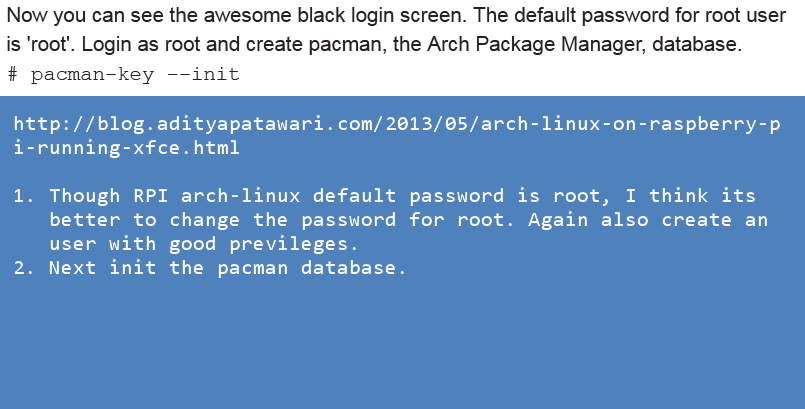 Now you can see the awesome black login screen. The default password for root user
is 'root'. Login as root and create pacman, the Arch Package Manager, database.
# pacman-key --init
http://blog.adityapatawari.com/2013/05/arch-linux-on-raspberry-p
i-running-xfce.html
1. Though RPI arch-linux default password is root, I think its
better to change the password for root. Again also create an
user with good previleges.
2. Next init the pacman database.